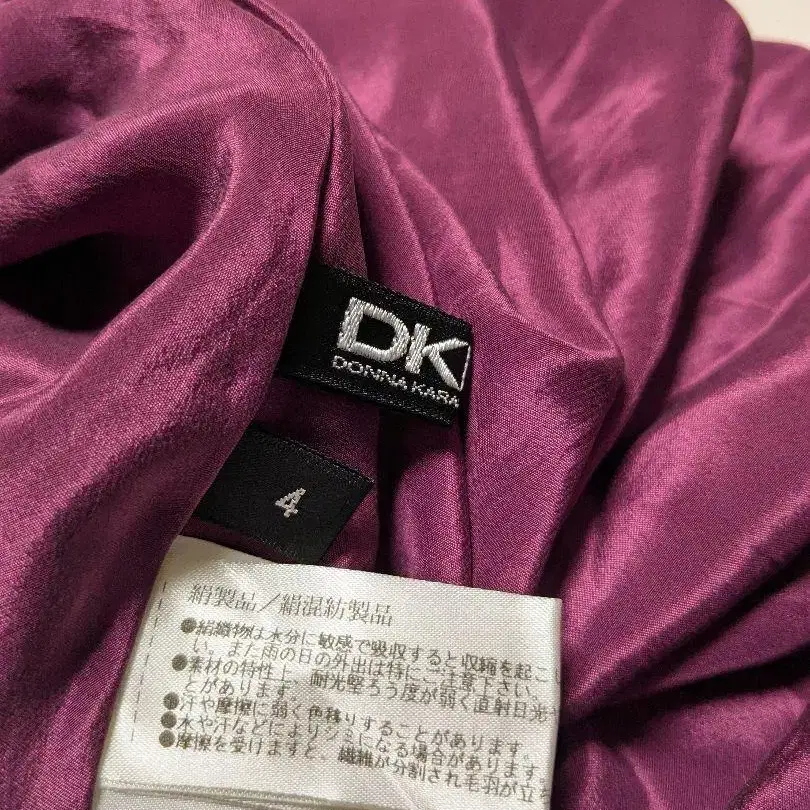 DK
DONNA KARA
4
絹製品／絹混紡製品
●絹織物は水分に敏感で吸収すると収縮を起こ
い。また雨の日の外出は特にご注意下さい。
●素材の特性上、耐光堅ろう度が弱く直射日光や
とがあります。
●汗や摩擦に弱く色移りすることがあります。
●水や汗などによりシミになる場合があります。
●摩擦を受けますと、繊維が分割され毛羽が立ち